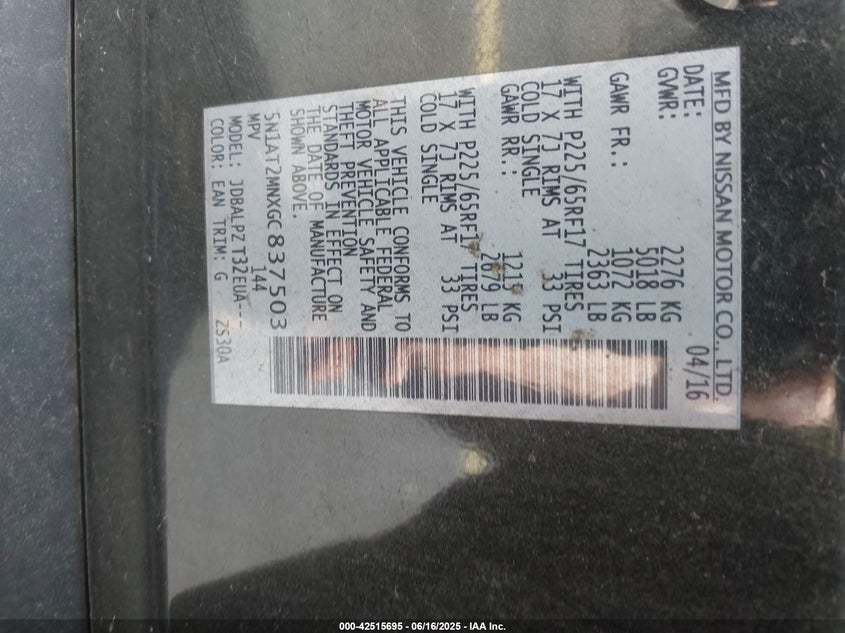 MFD BY NISSAN MOTOR CO., LTD.
DATE: 04/16
GVWR: 2276 KG
5018 LB
GAWR FR.: 1072 KG
2363 LB
WITH P225/65RF17 TIRES
17 X 7J RIMS AT 33 PSI
COLD SINGLE
GAWR RR.: 1215 KG
2679 LB
WITH P225/65RF17 TIRES
17 X 7J RIMS AT 33 PSI
COLD SINGLE
THIS VEHICLE CONFORMS TO
ALL APPLICABLE FEDERAL
MOTOR VEHICLE SAFETY AND
THEFT PREVENTION
STANDARDS IN EFFECT ON
THE DATE OF MANUFACTURE
SHOWN ABOVE.
5N1AT2MNXGC837503
MPV 144
MODEL: JDBALPZT32EUA---
COLOR: EAN TRIM: G ZS30A
000-42515695 - 06/16/2025 - IAA Inc.